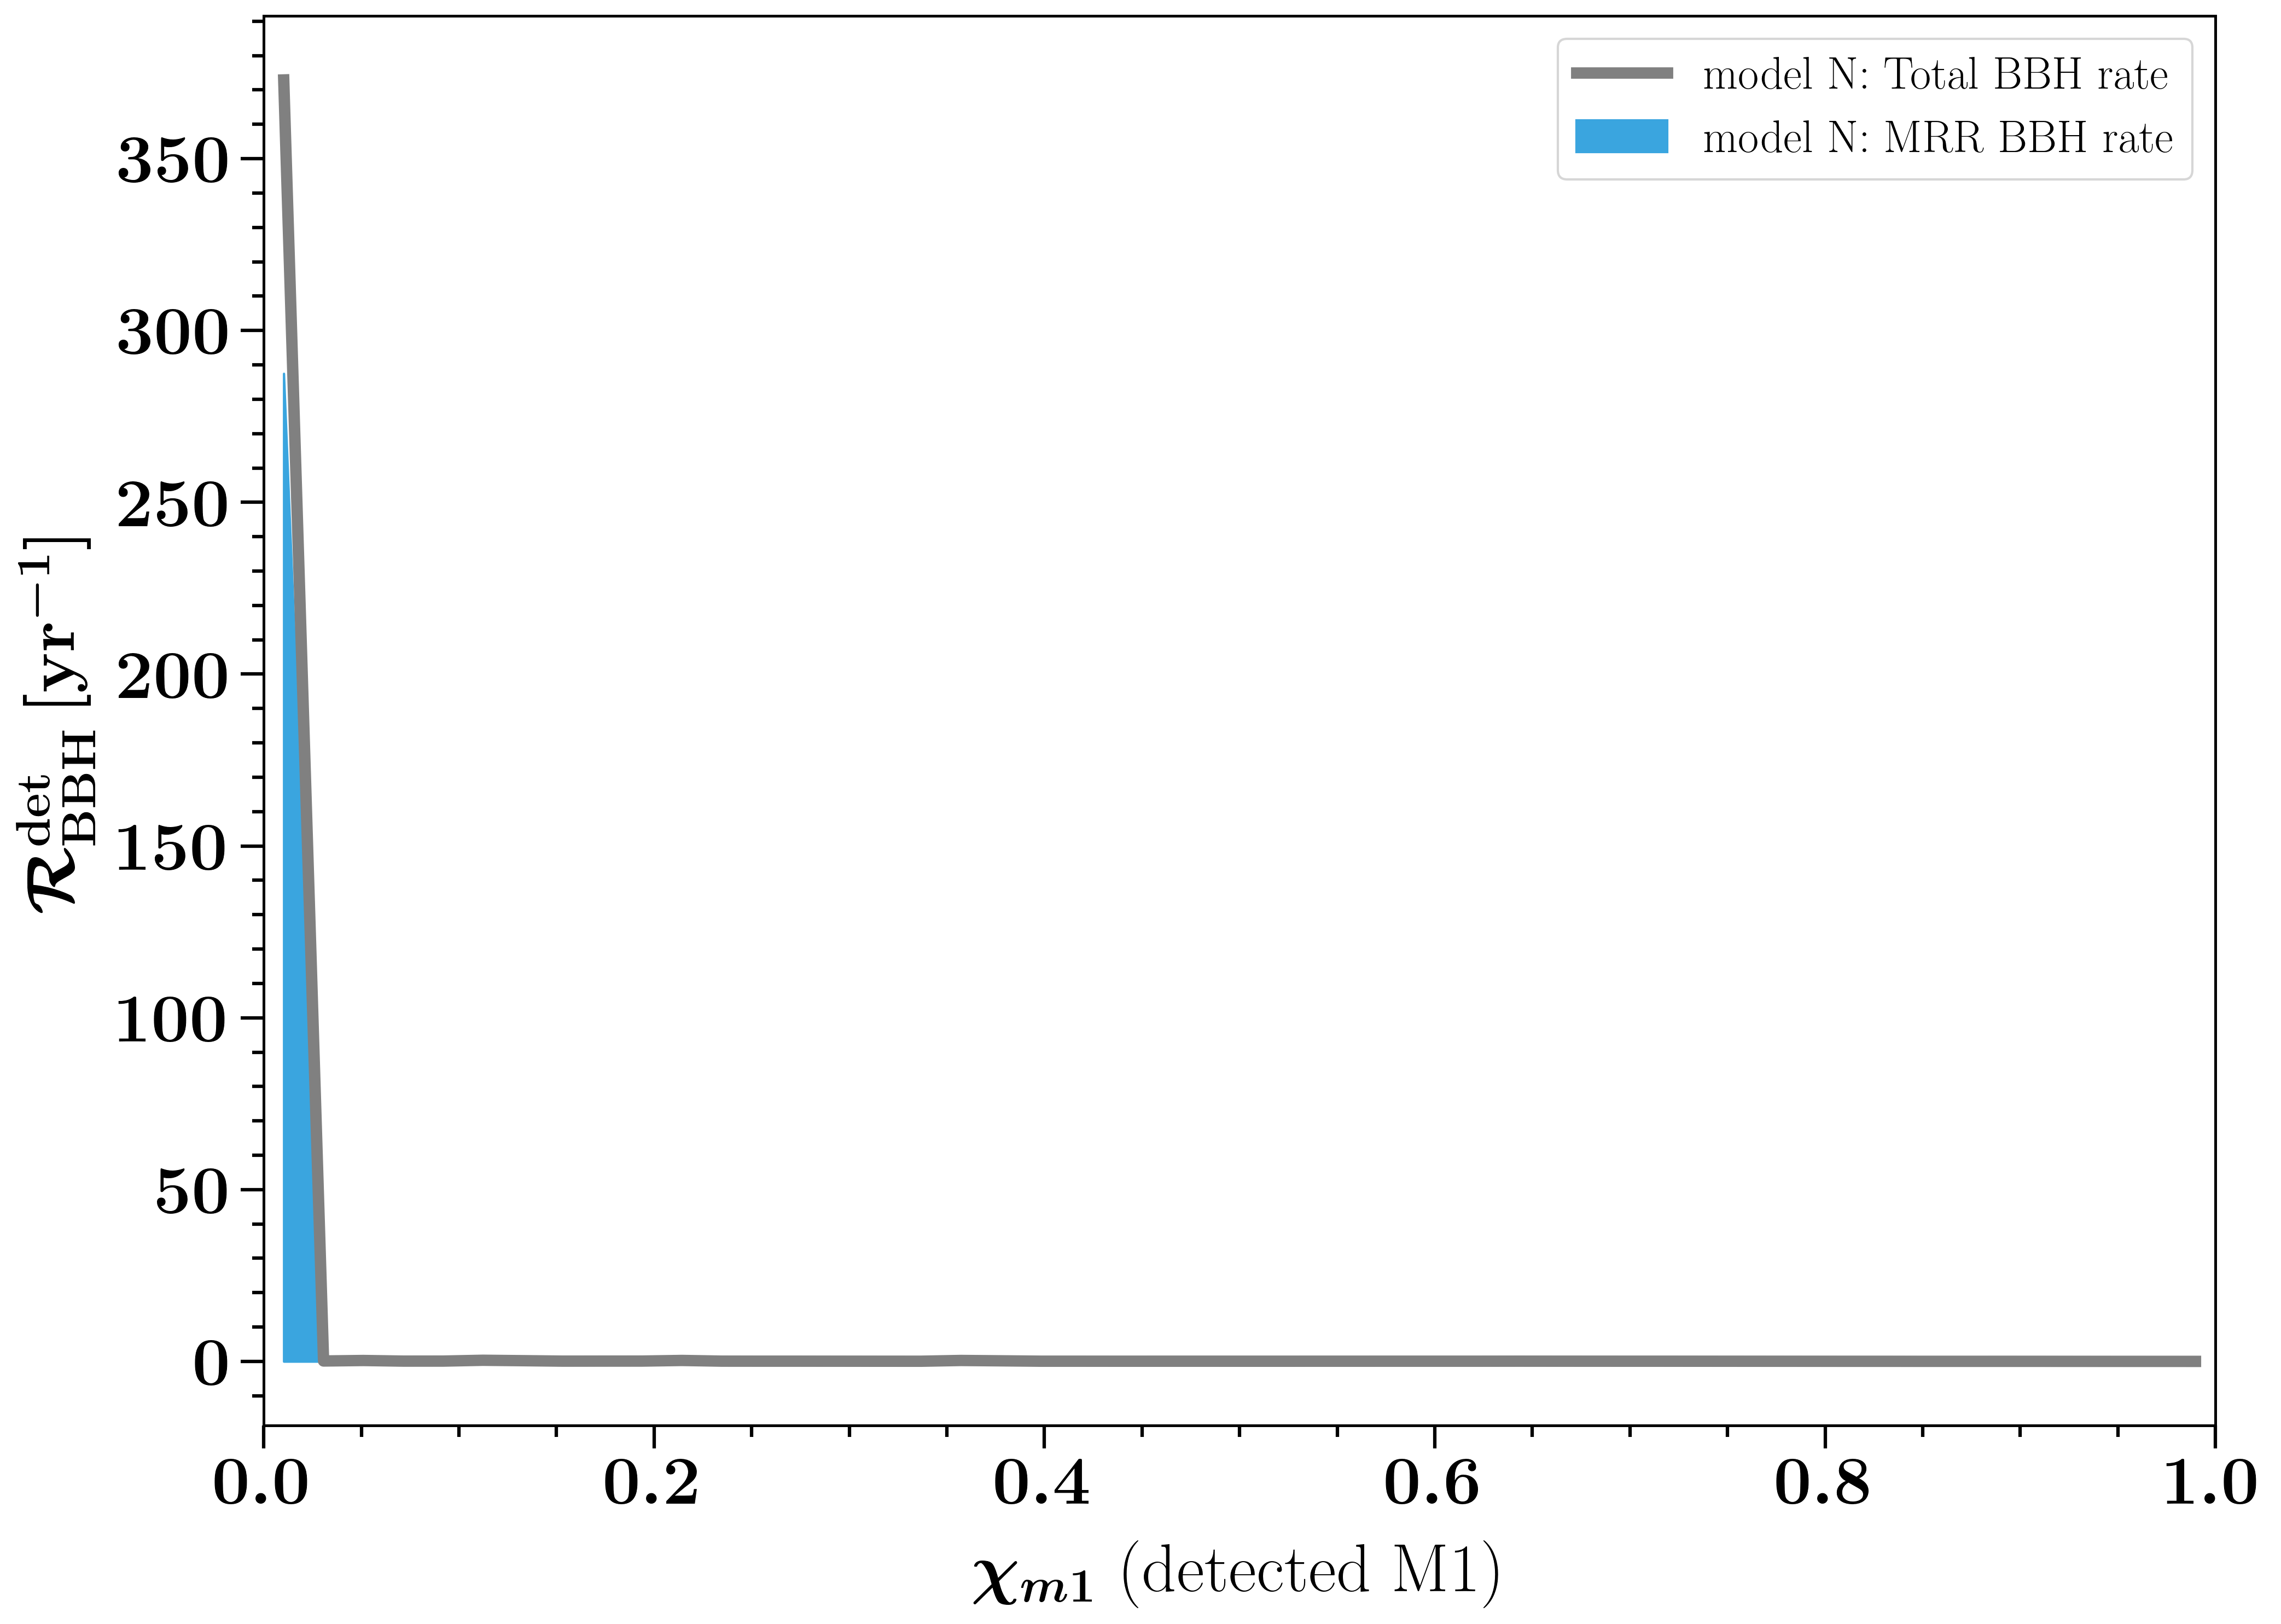 model N: Total BBH rate
model N: MRR BBH rate
350
300
250
200
150
100
50
0
ℛ^det_BBH [yr⁻¹]
0.0 0.2 0.4 0.6 0.8 1.0
χ_m1 (detected M1)